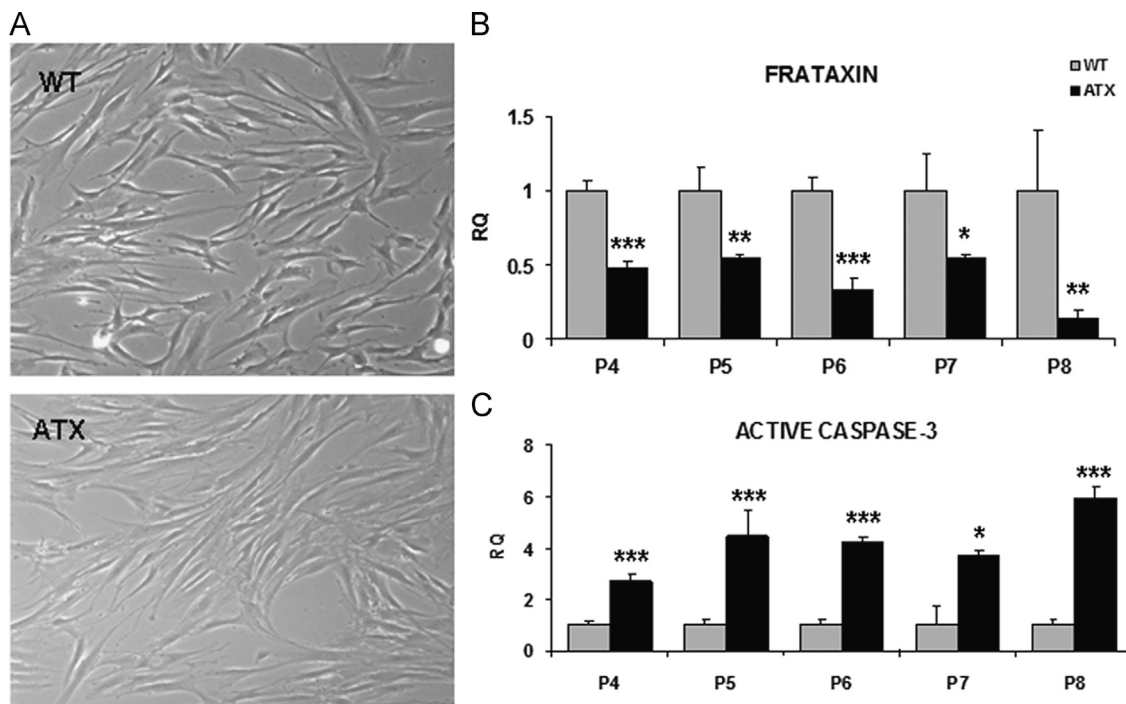 A
WT
ATX
B
FRATAXIN
WT
ATX
1.5
1
0.5
0
RQ
***
**
***
*
**
P4
P5
P6
P7
P8
C
ACTIVE CASPASE-3
8
6
4
2
0
RQ
***
***
***
*
***
P4
P5
P6
P7
P8